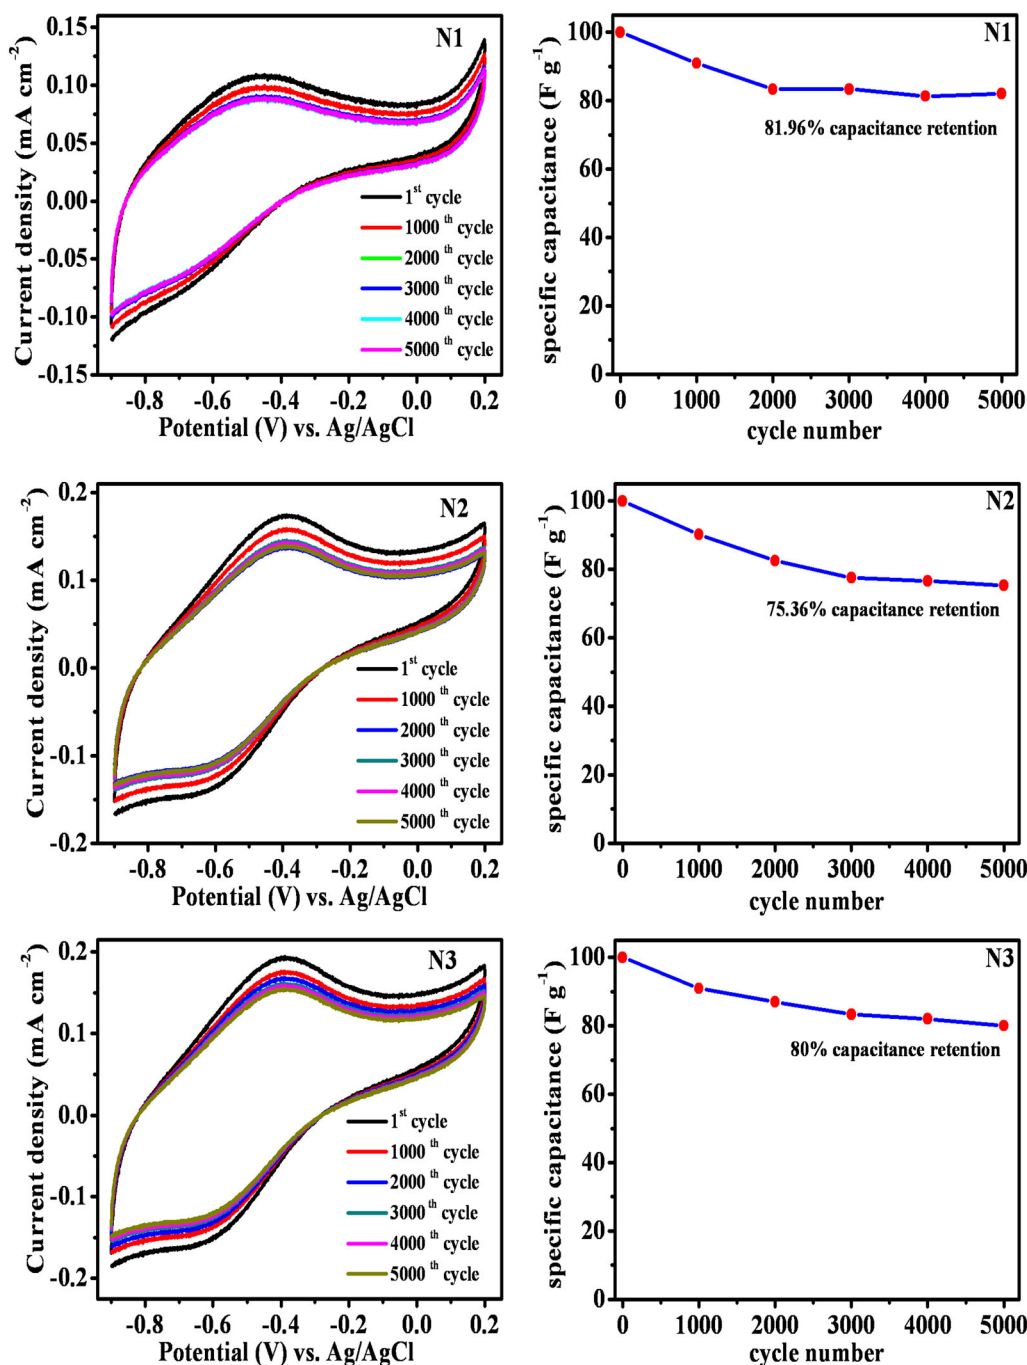 N1
0.15
0.10
0.05
0.00
-0.05
-0.10
-0.15
Current density (mA cm⁻²)
1st cycle
1000 th cycle
2000 th cycle
3000 th cycle
4000 th cycle
5000 th cycle
-0.8 -0.6 -0.4 -0.2 0.0 0.2
Potential (V) vs. Ag/AgCl
N1
100
80
60
40
20
0
specific capacitance (F g⁻¹)
81.96% capacitance retention
0 1000 2000 3000 4000 5000
cycle number
N2
0.2
0.1
0.0
-0.1
-0.2
Current density (mA cm⁻²)
1st cycle
1000 th cycle
2000 th cycle
3000 th cycle
4000 th cycle
5000 th cycle
-0.8 -0.6 -0.4 -0.2 0.0 0.2
Potential (V) vs. Ag/AgCl
N2
100
80
60
40
20
0
specific capacitance (F g⁻¹)
75.36% capacitance retention
0 1000 2000 3000 4000 5000
cycle number
N3
0.2
0.1
0.0
-0.1
-0.2
Current density (mA cm⁻²)
1st cycle
1000 th cycle
2000 th cycle
3000 th cycle
4000 th cycle
5000 th cycle
-0.8 -0.6 -0.4 -0.2 0.0 0.2
Potential (V) vs. Ag/AgCl
N3
100
80
60
40
20
0
specific capacitance (F g⁻¹)
80% capacitance retention
0 1000 2000 3000 4000 5000
cycle number